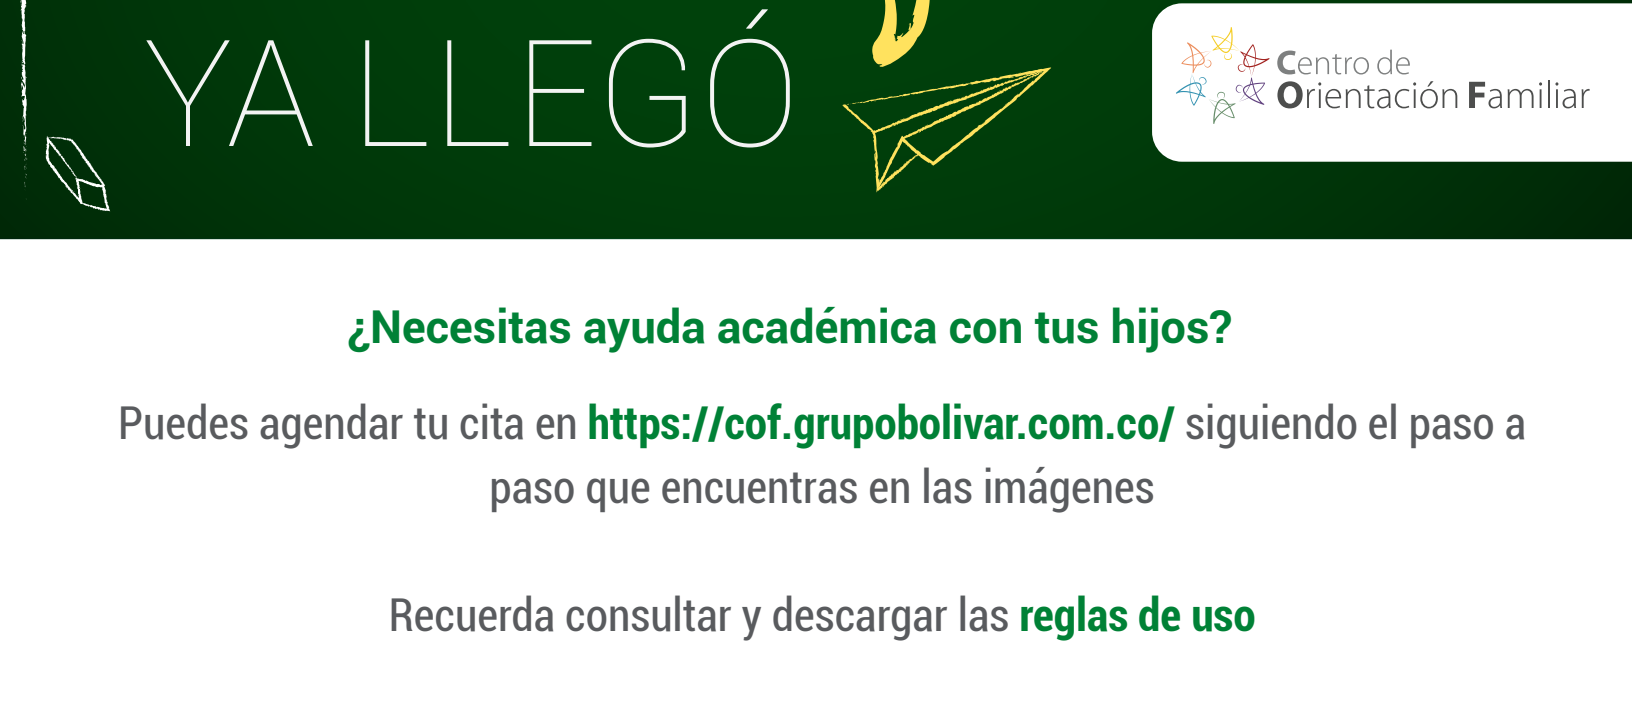 YA LLEGÓ
Centro de
Orientación Familiar
¿Necesitas ayuda académica con tus hijos?
Puedes agendar tu cita en https://cof.grupobolivar.com.co/ siguiendo el paso a
paso que encuentras en las imágenes
Recuerda consultar y descargar las reglas de uso